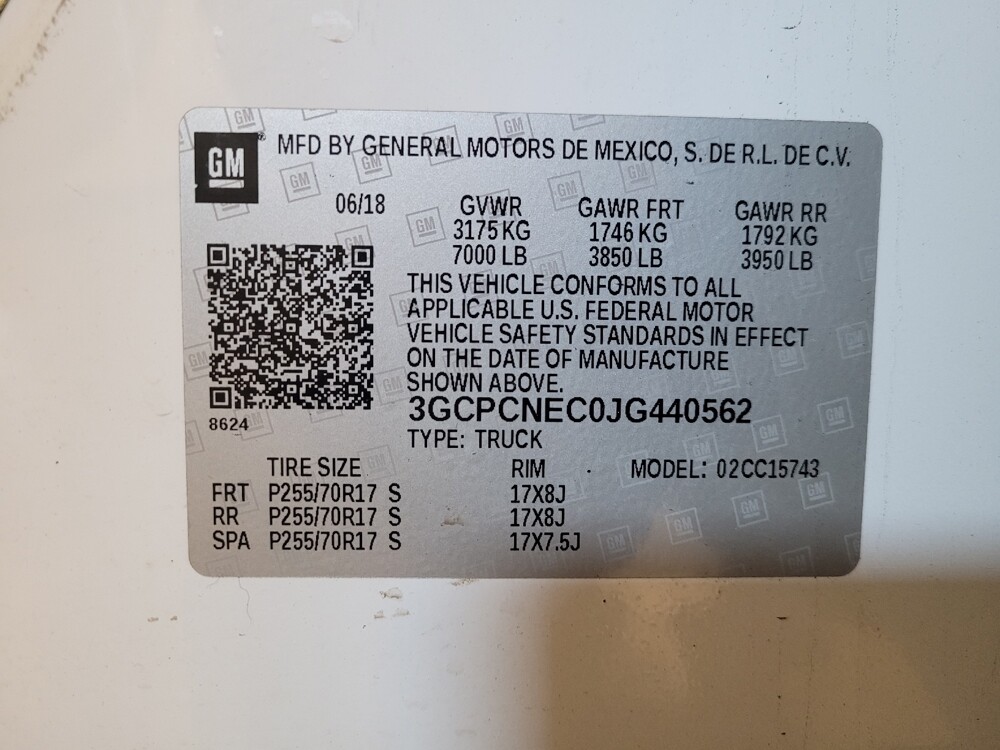 GM
MFD BY GENERAL MOTORS DE MEXICO, S. DE R.L. DE C.V.
06/18 GVWR GAWR FRT GAWR RR
3175 KG 1746 KG 1792 KG
7000 LB 3850 LB 3950 LB
THIS VEHICLE CONFORMS TO ALL
APPLICABLE U.S. FEDERAL MOTOR
VEHICLE SAFETY STANDARDS IN EFFECT
ON THE DATE OF MANUFACTURE
SHOWN ABOVE.
3GCPCNEC0JG440562
8624
TYPE: TRUCK
TIRE SIZE RIM MODEL: 02CC15743
FRT P255/70R17 S 17X8J
RR P255/70R17 S 17X8J
SPA P255/70R17 S 17X7.5J